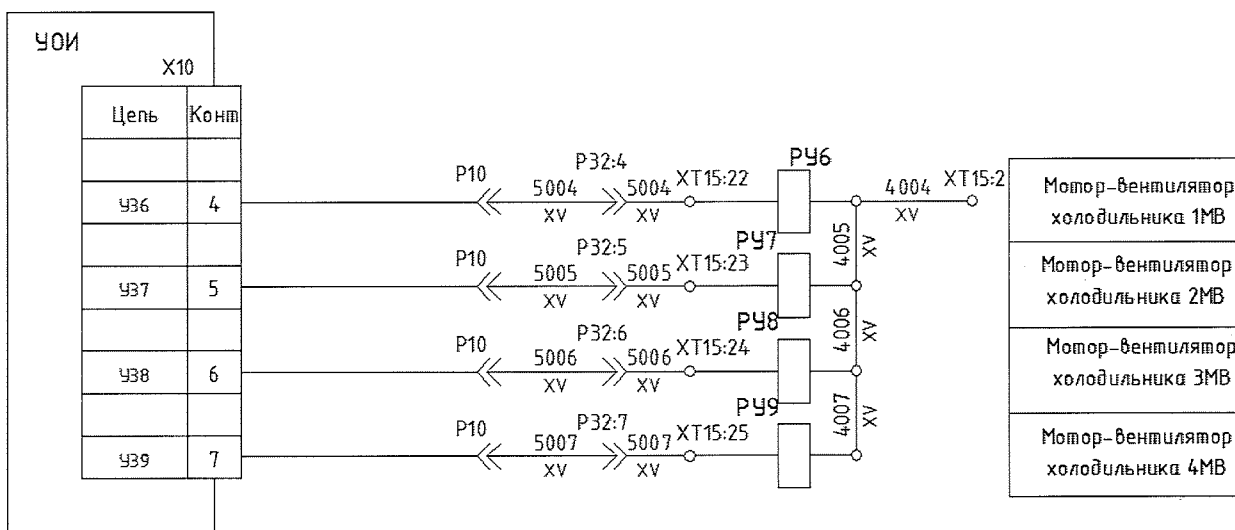 УОИ
X10
Цепь Конт
У36 4
У37 5
У38 6
У39 7
P10 5004 XV P32:4 5004 XV XT15:22 РУ6 4004 XV XT15:2
P10 5005 XV P32:5 5005 XV XT15:23 РУ7 4005 XV
P10 5006 XV P32:6 5006 XV XT15:24 РУ8 4006 XV
P10 5007 XV P32:7 5007 XV XT15:25 РУ9 4007 XV
Мотор-вентилятор
холодильника 1МВ
Мотор-вентилятор
холодильника 2МВ
Мотор-вентилятор
холодильника 3МВ
Мотор-вентилятор
холодильника 4МВ